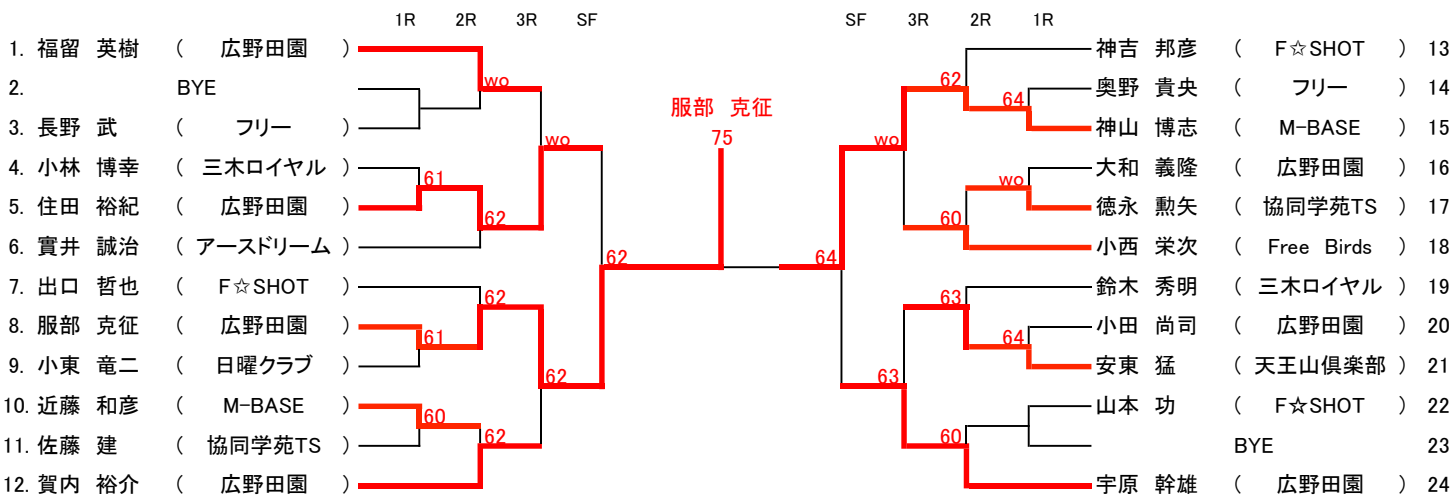 1R 2R 3R SF SF 3R 2R 1R
1. 福留 英樹 ( 広野田園 ) 神吉 邦彦 ( F☆SHOT ) 13
wo 62
2. BYE 奥野 貴央 ( フリー ) 14
服部 克征 64
3. 長野 武 ( フリー ) 神山 博志 ( M-BASE ) 15
wo 75 wo
4. 小林 博幸 ( 三木ロイヤル ) 大和 義隆 ( 広野田園 ) 16
61 wo
5. 住田 裕紀 ( 広野田園 ) 徳永 勲矢 ( 協同学苑TS ) 17
62 60
6. 實井 誠治 ( アースドリーム ) 小西 栄次 ( Free Birds ) 18
62 64
7. 出口 哲也 ( F☆SHOT ) 鈴木 秀明 ( 三木ロイヤル ) 19
62 63
8. 服部 克征 ( 広野田園 ) 小田 尚司 ( 広野田園 ) 20
61 64
9. 小東 竜二 ( 日曜クラブ ) 安東 猛 ( 天王山倶楽部 ) 21
62 63
10. 近藤 和彦 ( M-BASE ) 山本 功 ( F☆SHOT ) 22
60
11. 佐藤 建 ( 協同学苑TS ) BYE 23
62 60
12. 賀内 裕介 ( 広野田園 ) 宇原 幹雄 ( 広野田園 ) 24